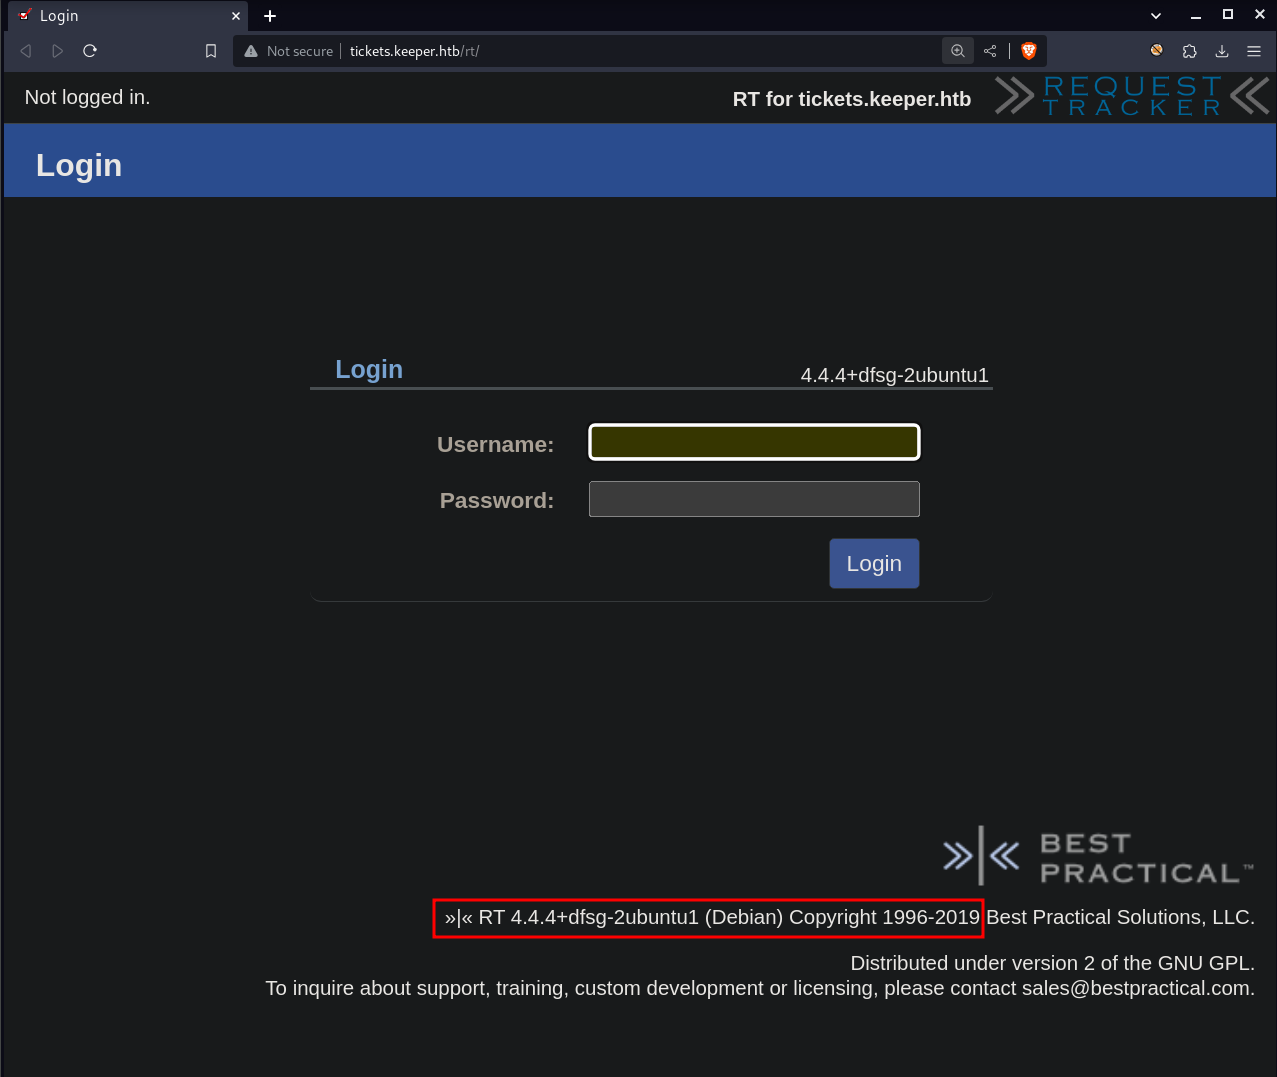 Login
Not secure tickets.keeper.htb/rt/
Not logged in.
RT for tickets.keeper.htb
REQUEST
TRACKER
Login
Login
4.4.4+dfsg-2ubuntu1
Username:
Password:
Login
BEST
PRACTICAL™
»|« RT 4.4.4+dfsg-2ubuntu1 (Debian) Copyright 1996-2019 Best Practical Solutions, LLC.
Distributed under version 2 of the GNU GPL.
To inquire about support, training, custom development or licensing, please contact sales@bestpractical.com.